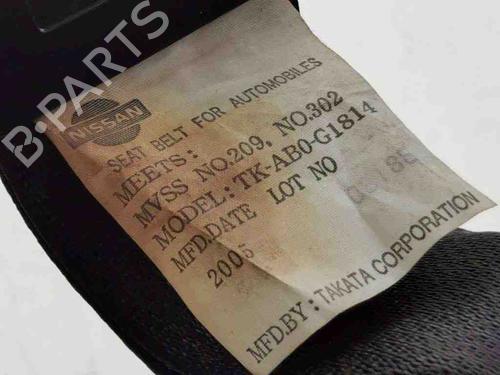 B-PARTS
NISSAN
SEAT BELT FOR AUTOMOBILES
MEETS:
MVSS NO.209, NO.302
MODEL: TK-AB0-G1814
MFD.DATE LOT NO
2005
MFD.BY: TAKATA CORPORATION